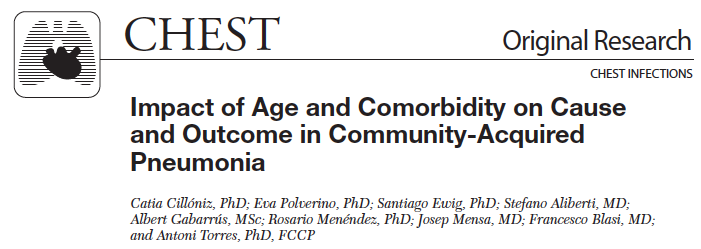 CHEST
Original Research
CHEST INFECTIONS
Impact of Age and Comorbidity on Cause
and Outcome in Community-Acquired
Pneumonia
Catia Cillóniz, PhD; Eva Polverino, PhD; Santiago Ewig, PhD; Stefano Aliberti, MD;
Albert Gabarrús, MSc; Rosario Menéndez, PhD; Josep Mensa, MD; Francesco Blasi, MD;
and Antoni Torres, PhD, FCCP